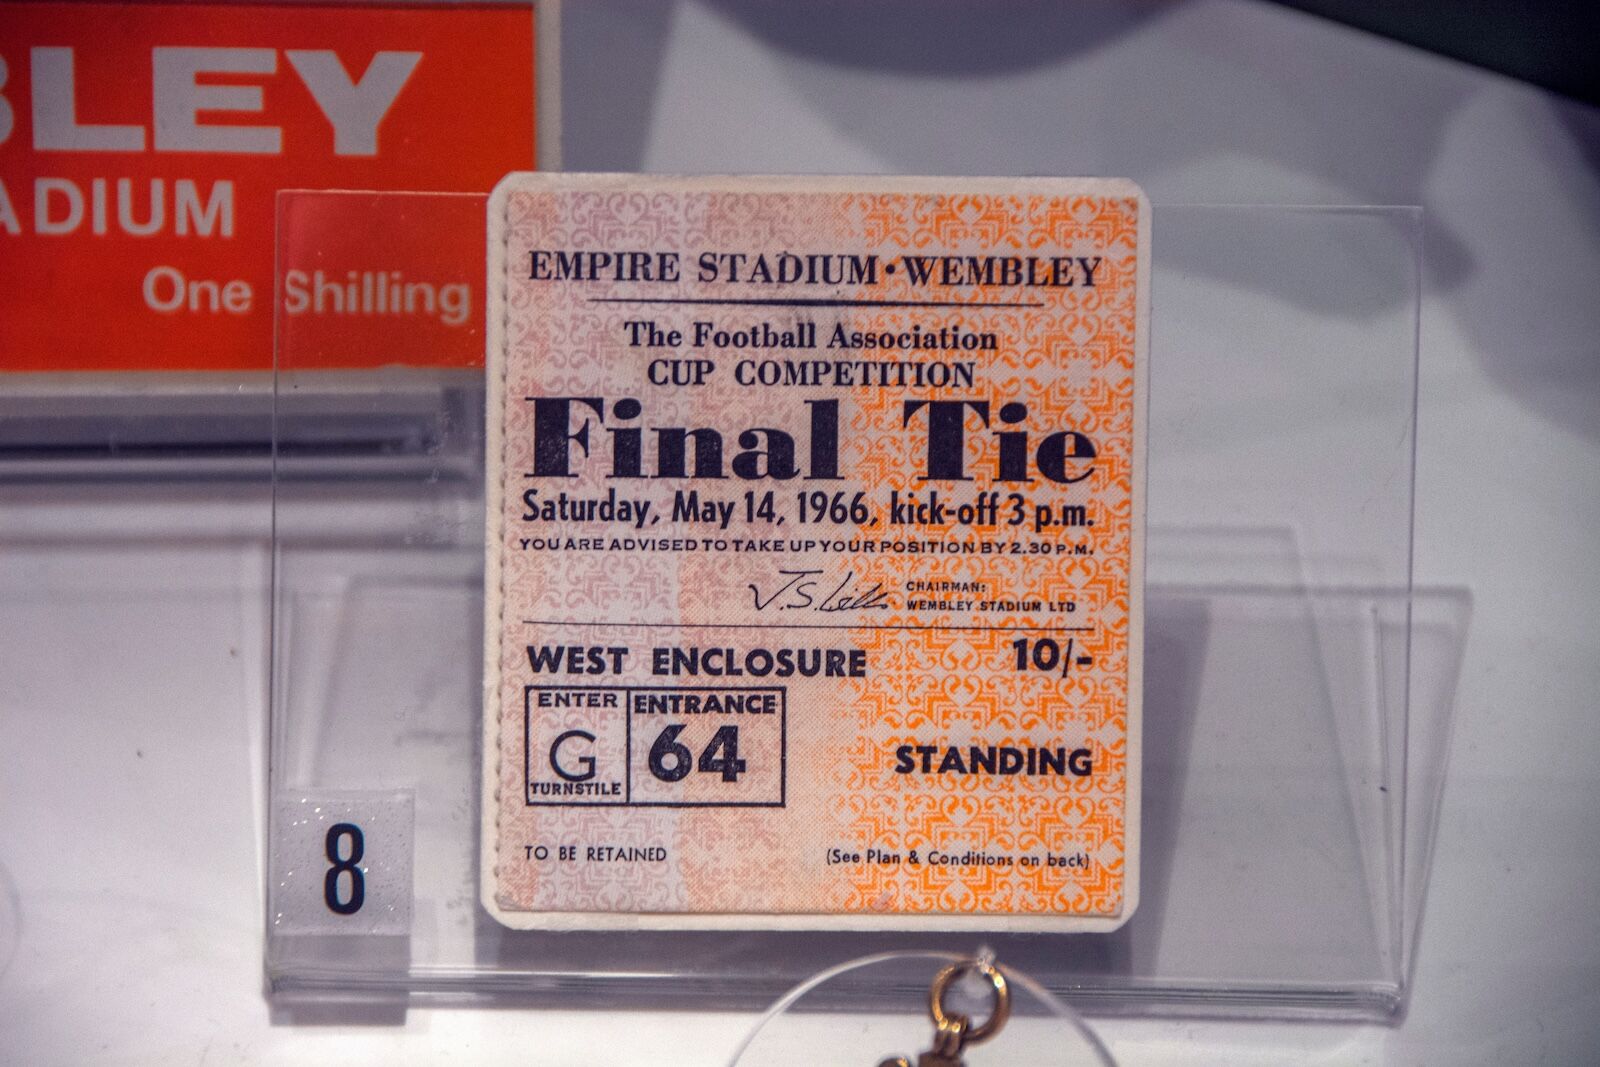 BLEY
ADIUM
One Shilling
EMPIRE STADIUM • WEMBLEY
The Football Association
CUP COMPETITION
Final Tie
Saturday, May 14, 1966, kick-off 3 p.m.
YOU ARE ADVISED TO TAKE UP YOUR POSITION BY 2.30 P.M.
CHAIRMAN:
WEMBLEY STADIUM LTD
WEST ENCLOSURE 10/-
ENTER
G
TURNSTILE
ENTRANCE
64
STANDING
TO BE RETAINED
(See Plan & Conditions on back)
8